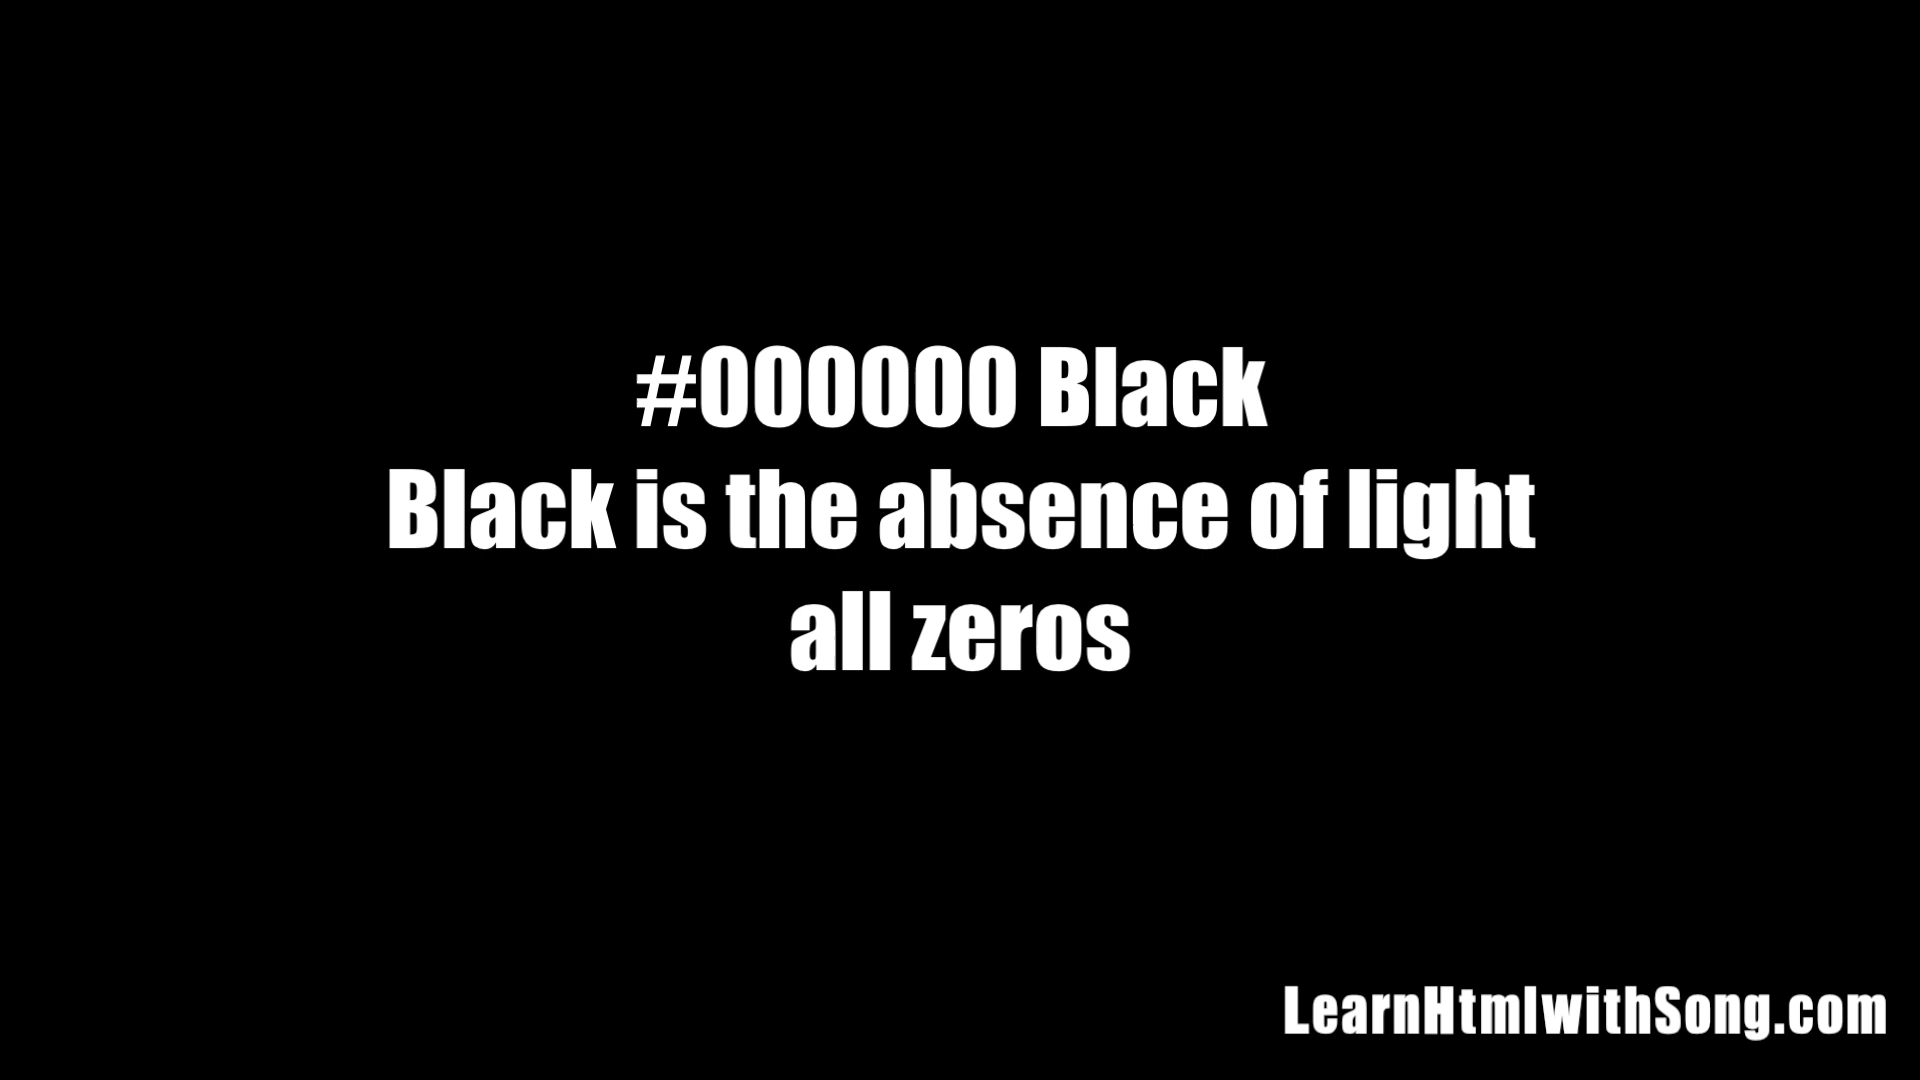 #000000 Black
Black is the absence of light
all zeros
LearnHtmlwithSong.com